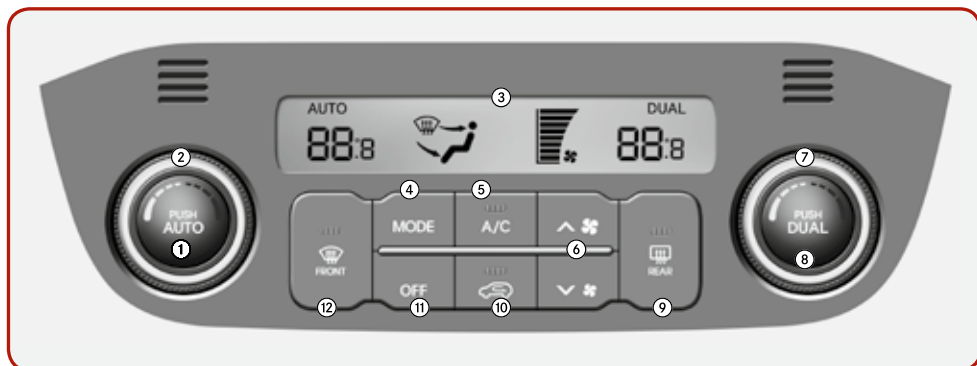 ③
AUTO DUAL
88.8 88.8
② ⑦
④ ⑤
PUSH AUTO
①
MODE A/C
⑥
PUSH DUAL
⑧
FRONT REAR
OFF
⑫ ⑪ ⑩ ⑨